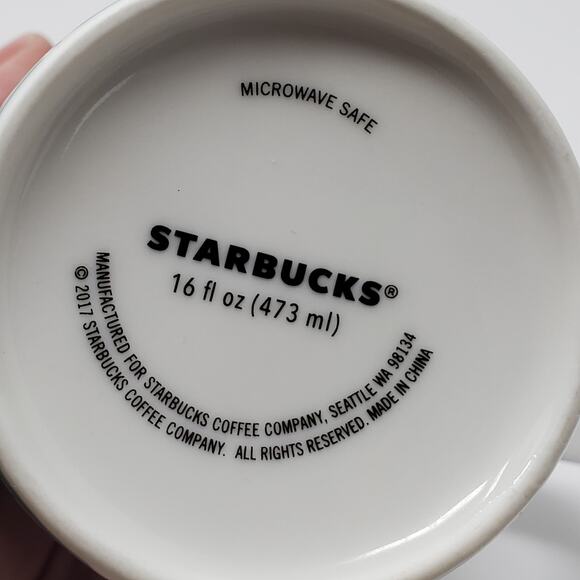 MICROWAVE SAFE
STARBUCKS®
16 fl oz (473 ml)
MANUFACTURED FOR STARBUCKS COFFEE COMPANY, SEATTLE WA 98134
© 2017 STARBUCKS COFFEE COMPANY. ALL RIGHTS RESERVED. MADE IN CHINA